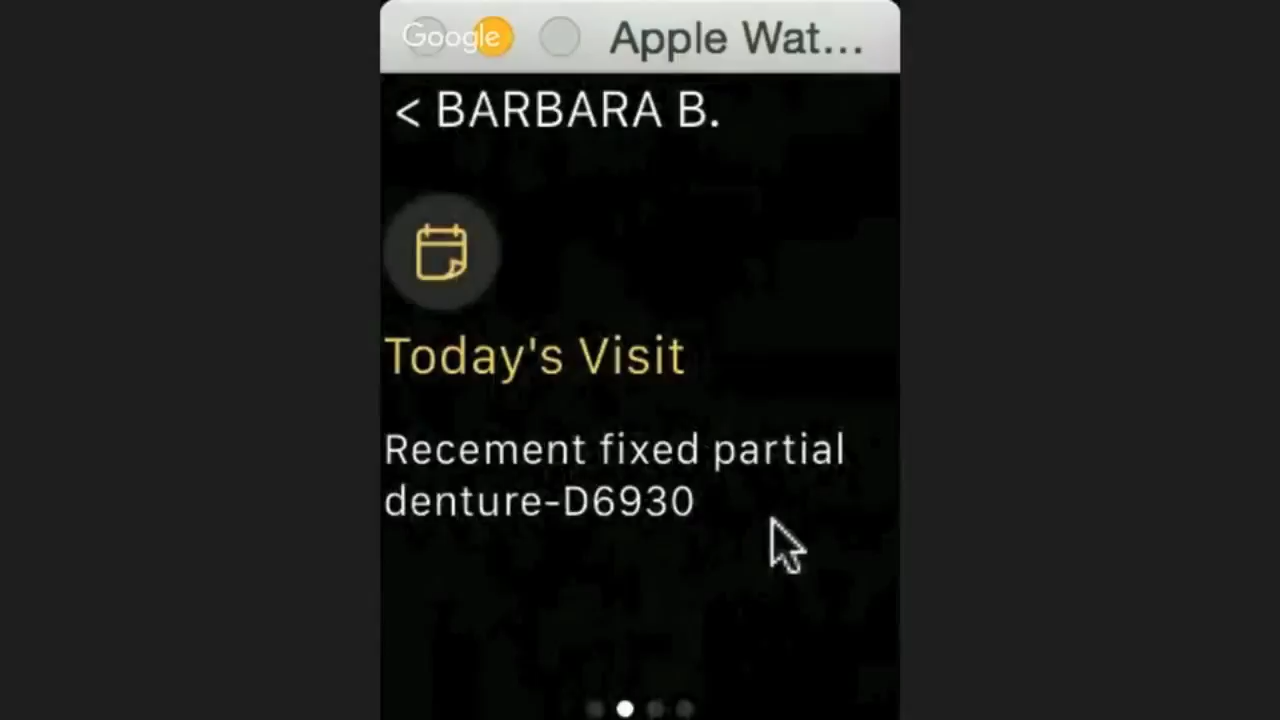 Google
Apple Wat...
< BARBARA B.
Today's Visit
Recement fixed partial
denture-D6930